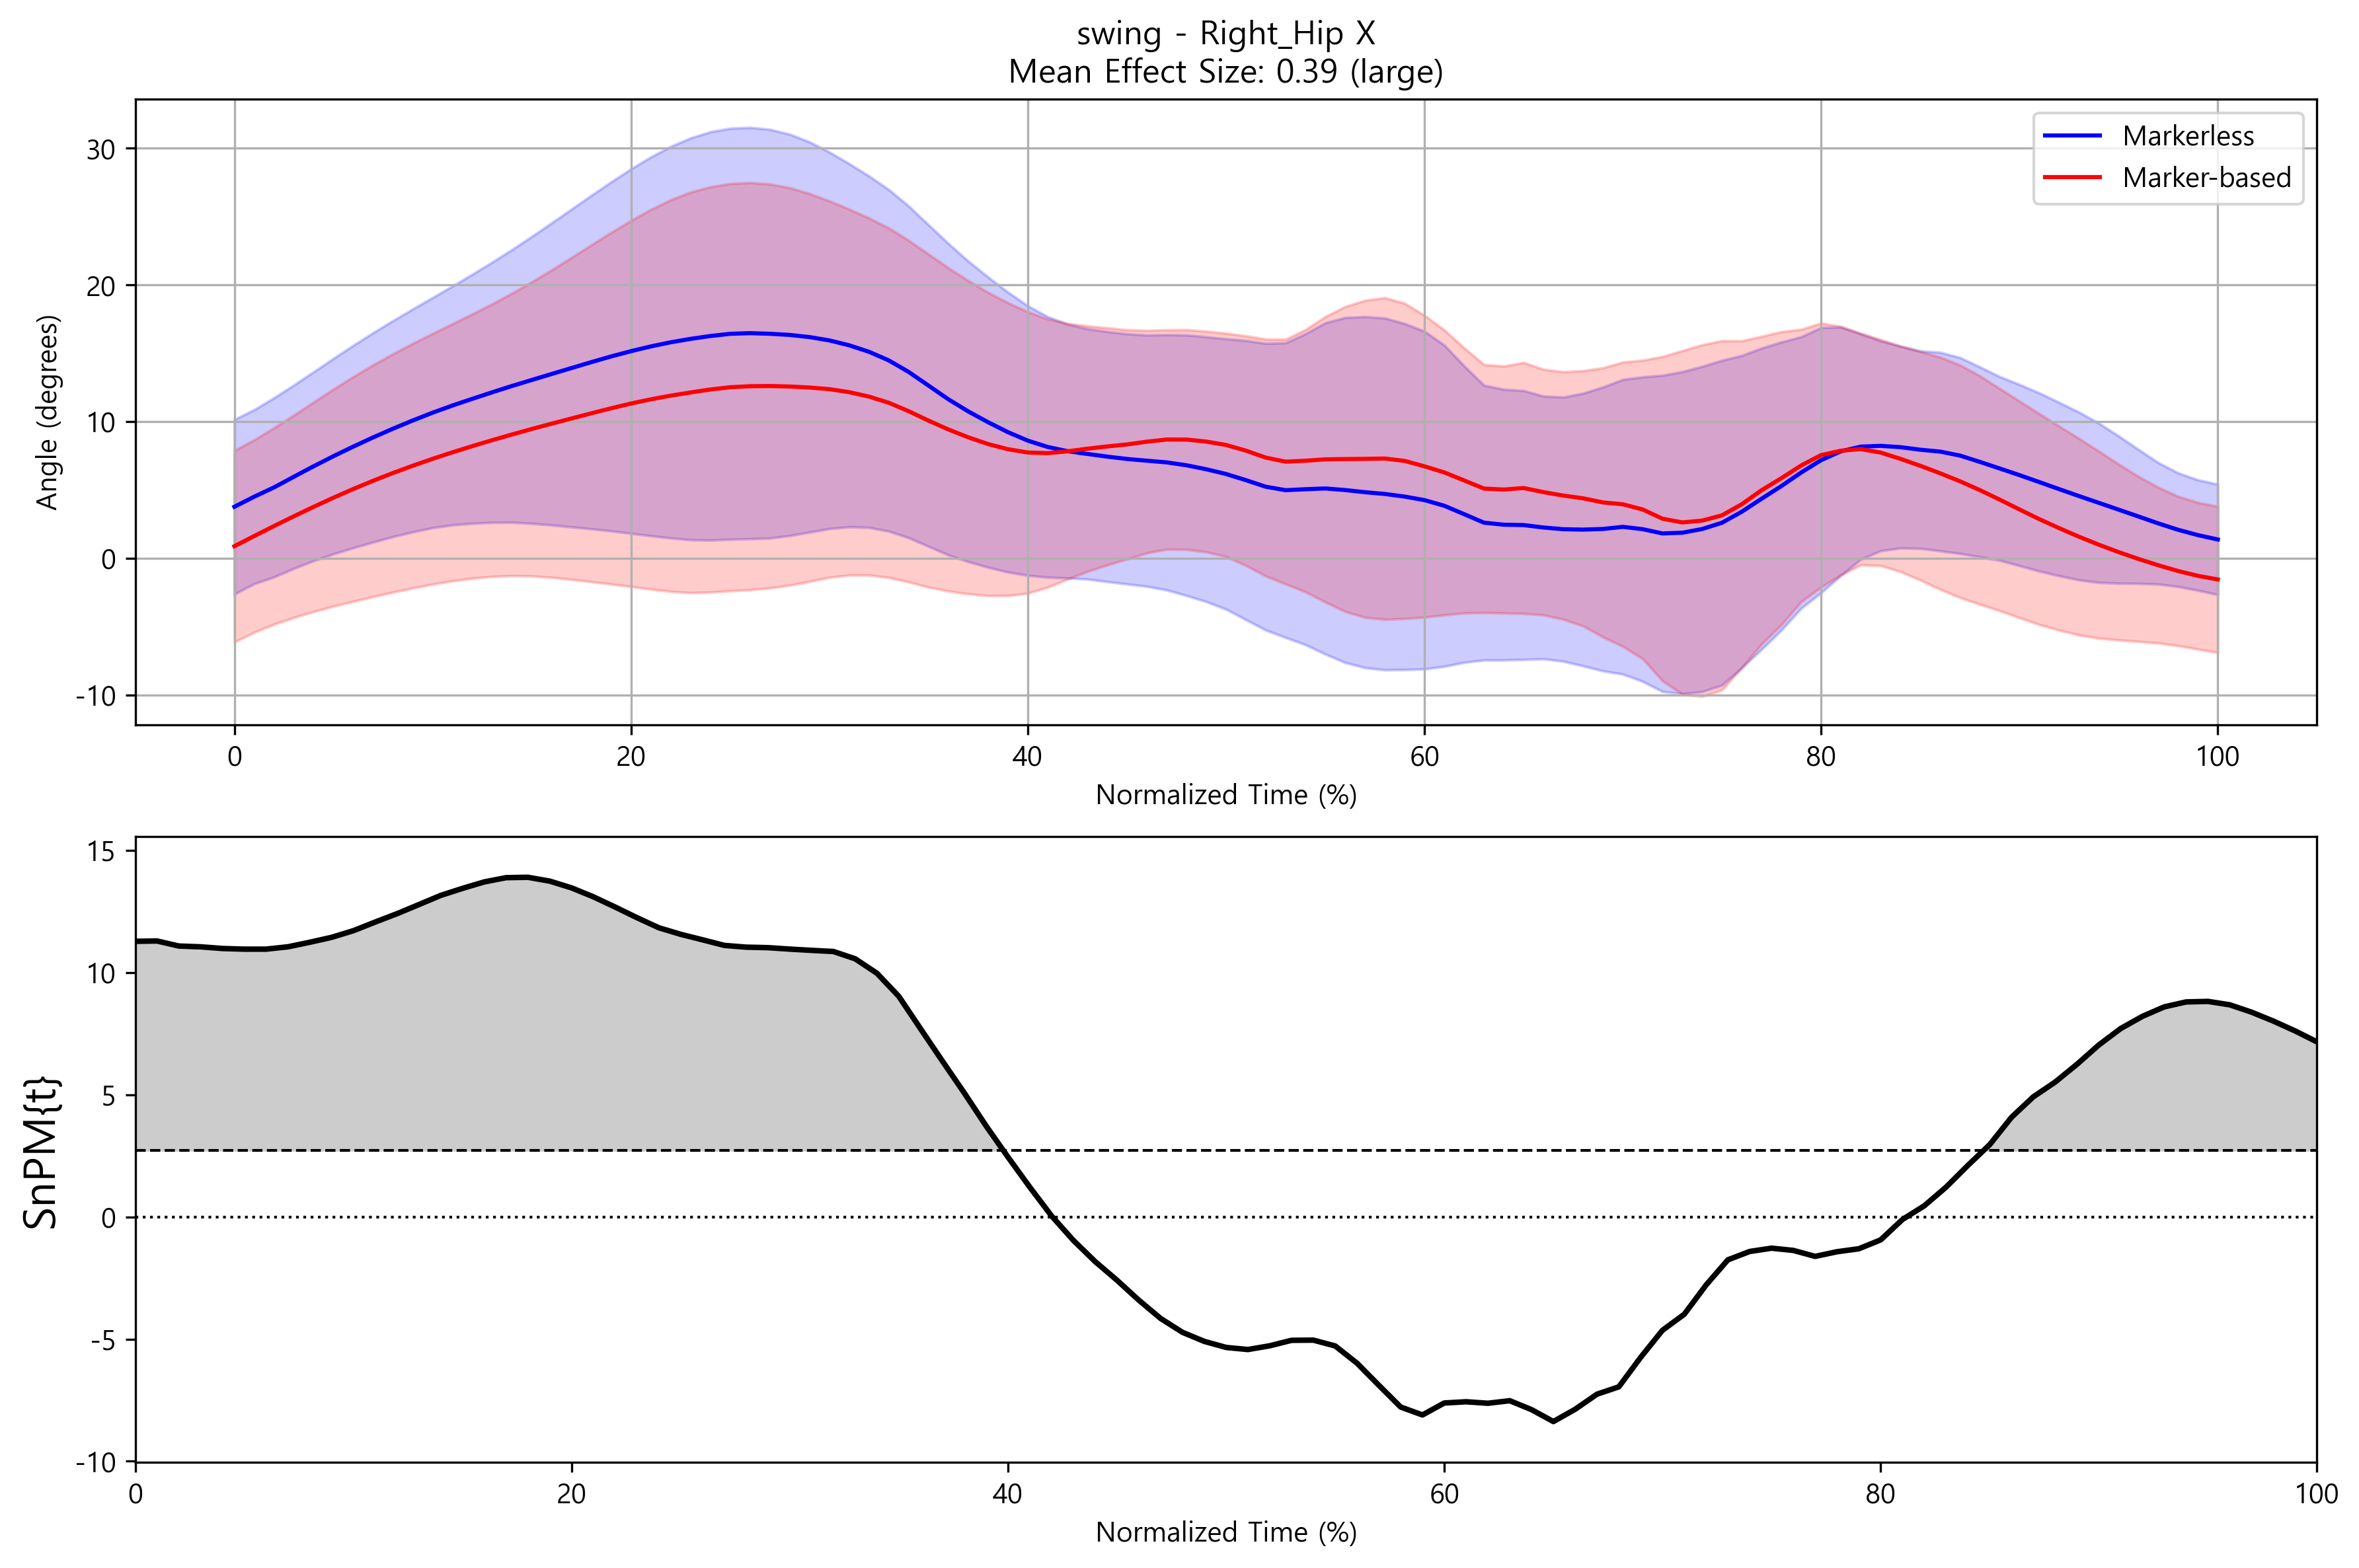 swing - Right_Hip X
Mean Effect Size: 0.39 (large)
Markerless
Marker-based
Angle (degrees)
30
20
10
0
-10
0 20 40 60 80 100
Normalized Time (%)
SnPM{t}
15
10
5
0
-5
-10
0 20 40 60 80 100
Normalized Time (%)